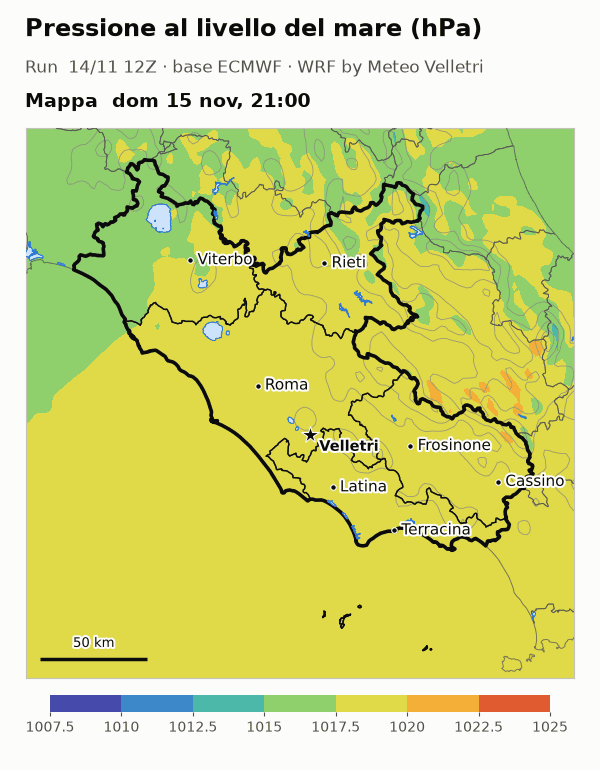 Pressione al livello del mare (hPa)
Run  14/11 12Z · base ECMWF · WRF by Meteo Velletri
Mappa  dom 15 nov, 21:00
Viterbo
Rieti
Roma
Velletri
Frosinone
Latina
Cassino
Terracina
50 km
1007.5 1010 1012.5 1015 1017.5 1020 1022.5 1025